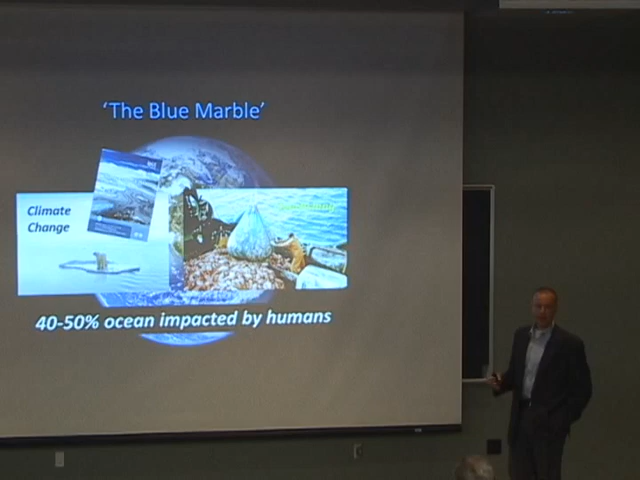 ‘The Blue Marble’
Climate
Change
40-50% ocean impacted by humans